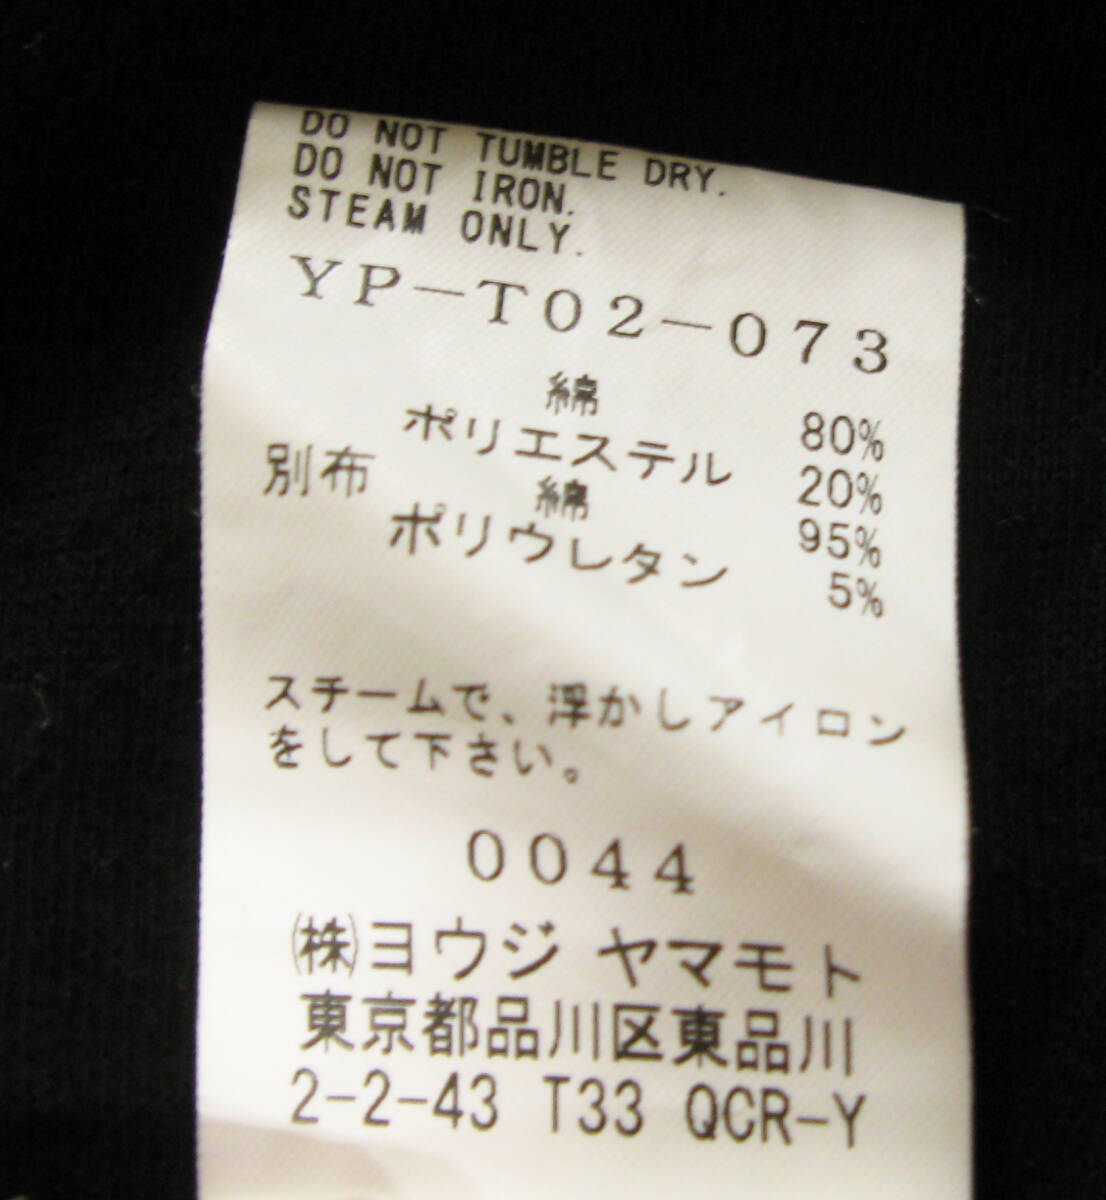 DO NOT TUMBLE DRY.
DO NOT IRON.
STEAM ONLY.
YP-T02-073
綿 80%
ポリエステル 20%
別布 綿 95%
ポリウレタン 5%
スチームで、浮かしアイロン
をして下さい。
0044
㈱ヨウジ ヤマモト
東京都品川区東品川
2-2-43 T33 QCR-Y